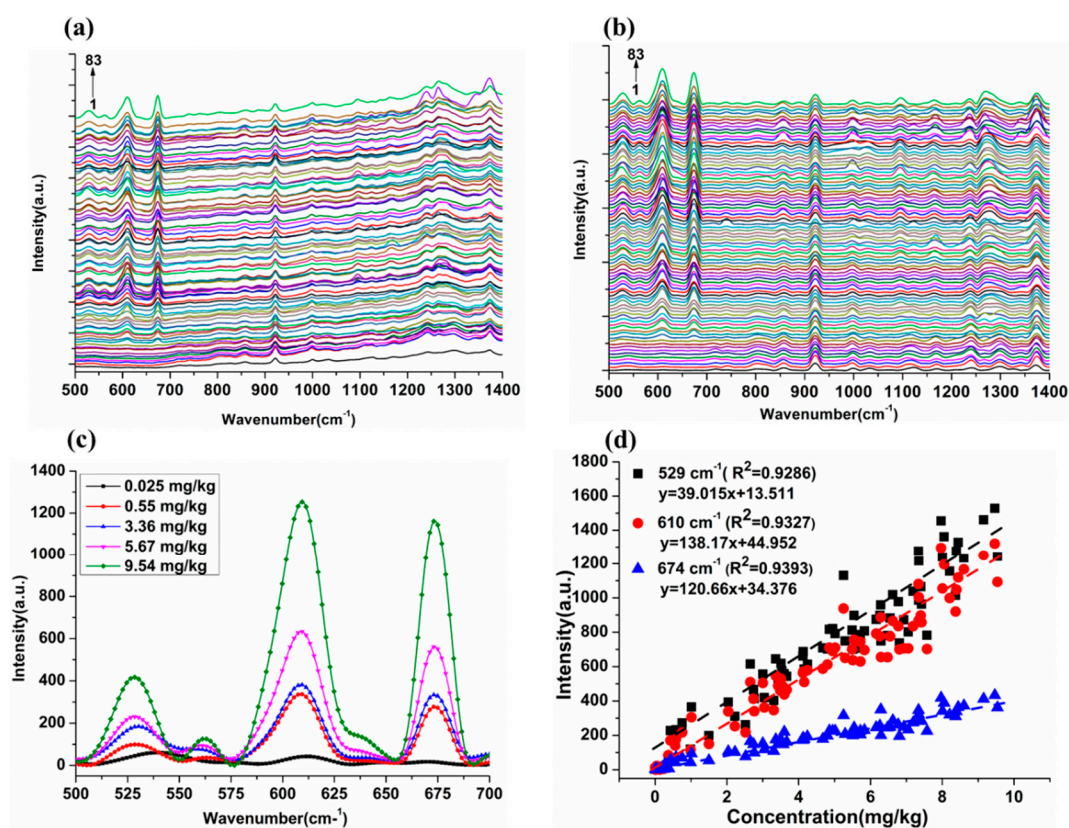 (a)
83
1
Intensity(a.u.)
500 600 700 800 900 1000 1100 1200 1300 1400
Wavenumber(cm-1)
(b)
83
1
Intensity(a.u.)
500 600 700 800 900 1000 1100 1200 1300 1400
Wavenumber(cm-1)
(c)
1400
1200
1000
800
600
400
200
0
Intensity(a.u.)
0.025 mg/kg
0.55 mg/kg
3.36 mg/kg
5.67 mg/kg
9.54 mg/kg
500 525 550 575 600 625 650 675 700
Wavenumber(cm-1)
(d)
1800
1600
1400
1200
1000
800
600
400
200
0
Intensity(a.u.)
529 cm-1( R2=0.9286)
y=39.015x+13.511
610 cm-1 (R2=0.9327)
y=138.17x+44.952
674 cm-1 (R2=0.9393)
y=120.66x+34.376
0 2 4 6 8 10
Concentration(mg/kg)